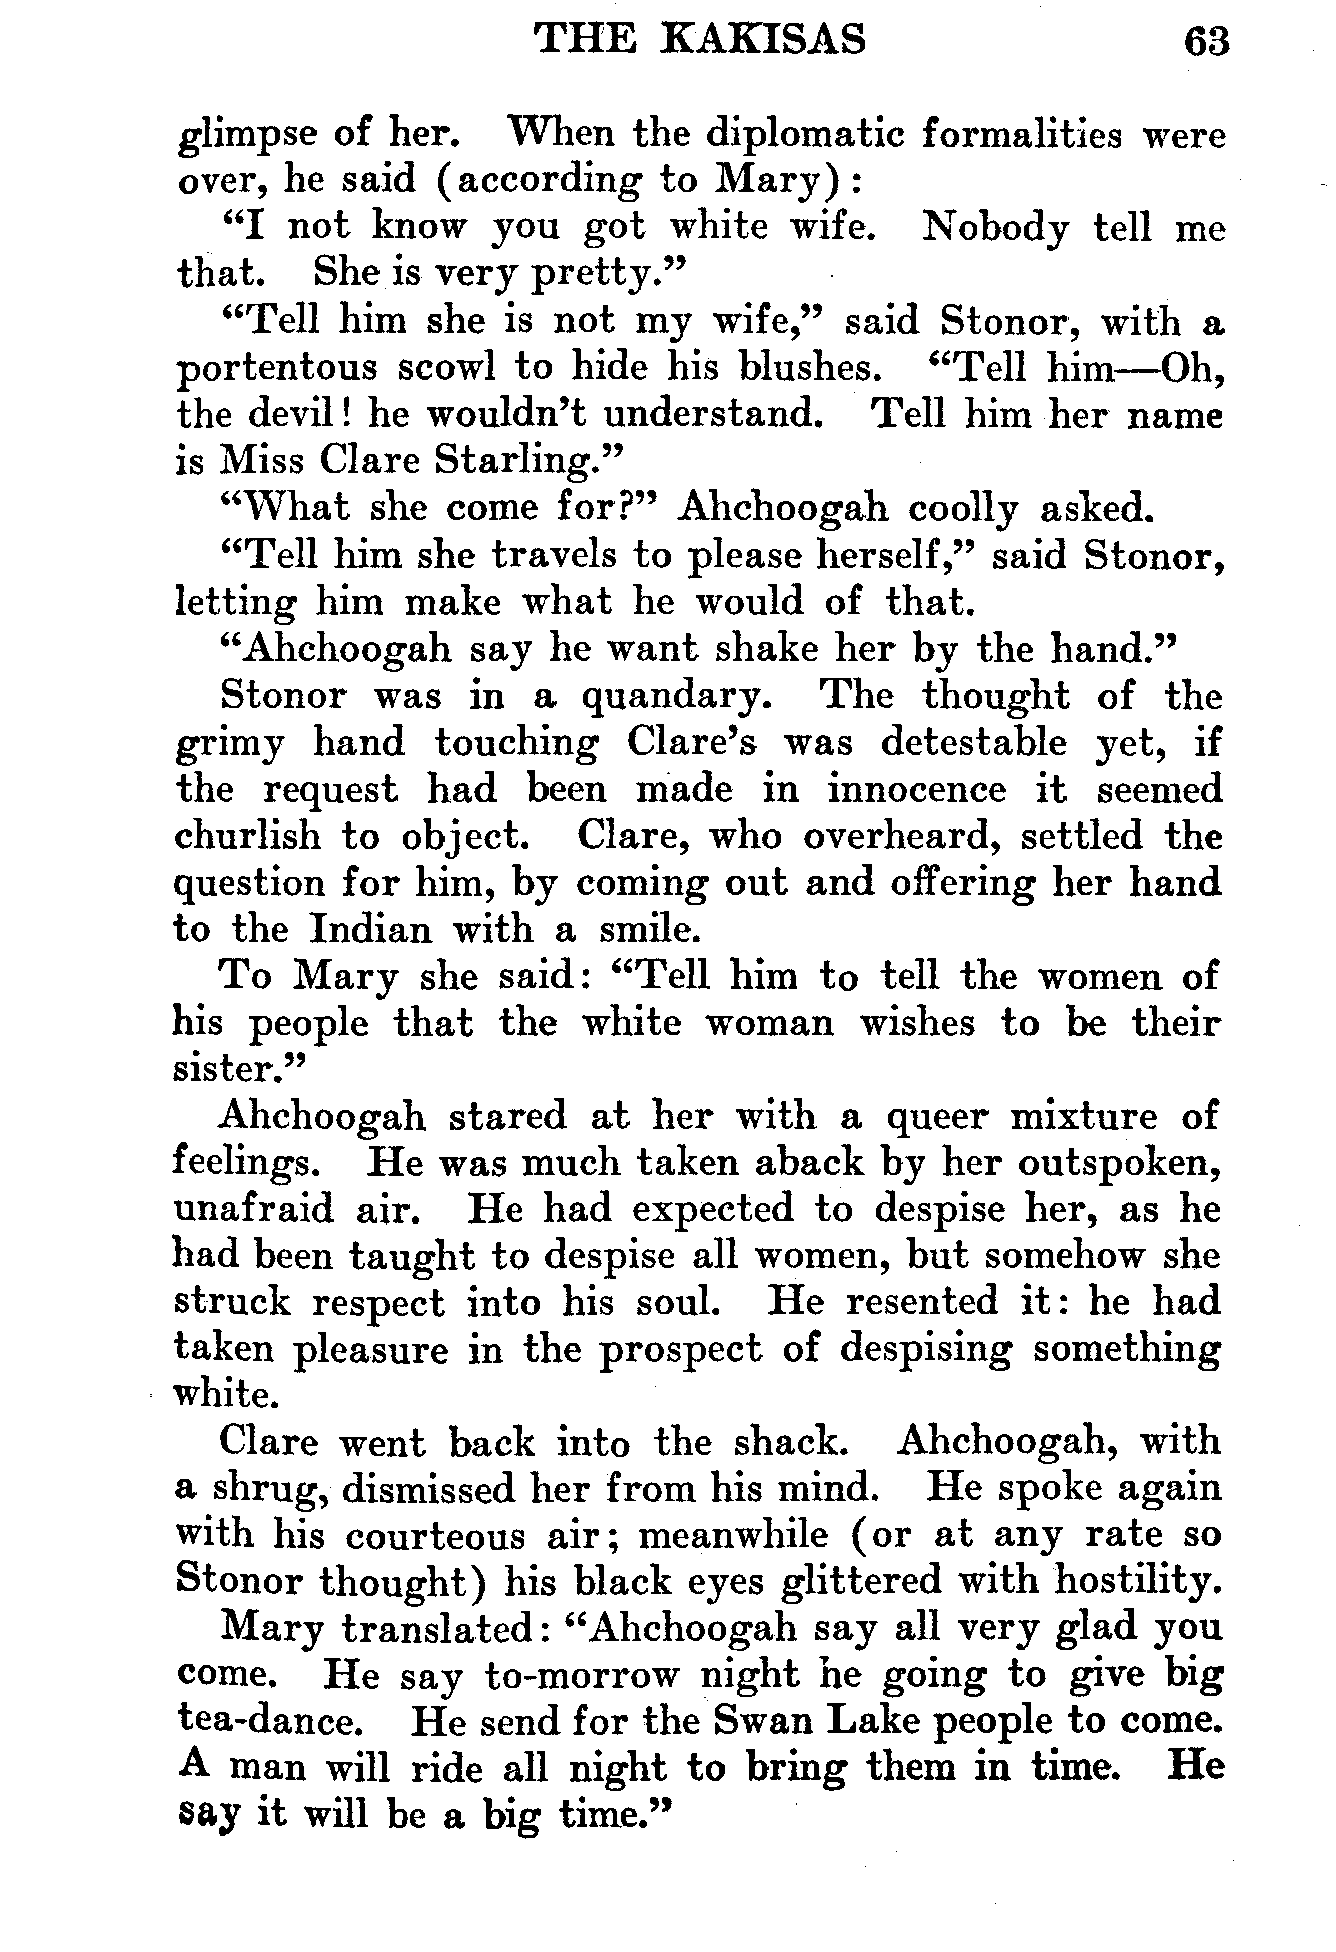 THE KAKISAS 63
glimpse of her. When the diplomatic formalities were
over, he said (according to Mary):
“I not know you got white wife. Nobody tell me
that. She is very pretty.”
“Tell him she is not my wife,” said Stonor, with a
portentous scowl to hide his blushes. “Tell him—Oh,
the devil! he wouldn’t understand. Tell him her name
is Miss Clare Starling.”
“What she come for?” Ahchoogah coolly asked.
“Tell him she travels to please herself,” said Stonor,
letting him make what he would of that.
“Ahchoogah say he want shake her by the hand.”
Stonor was in a quandary. The thought of the
grimy hand touching Clare’s was detestable yet, if
the request had been made in innocence it seemed
churlish to object. Clare, who overheard, settled the
question for him, by coming out and offering her hand
to the Indian with a smile.
To Mary she said: “Tell him to tell the women of
his people that the white woman wishes to be their
sister.”
Ahchoogah stared at her with a queer mixture of
feelings. He was much taken aback by her outspoken,
unafraid air. He had expected to despise her, as he
had been taught to despise all women, but somehow she
struck respect into his soul. He resented it: he had
taken pleasure in the prospect of despising something
white.
Clare went back into the shack. Ahchoogah, with
a shrug, dismissed her from his mind. He spoke again
with his courteous air; meanwhile (or at any rate so
Stonor thought) his black eyes glittered with hostility.
Mary translated: “Ahchoogah say all very glad you
come. He say to-morrow night he going to give big
tea-dance. He send for the Swan Lake people to come.
A man will ride all night to bring them in time. He
say it will be a big time.”